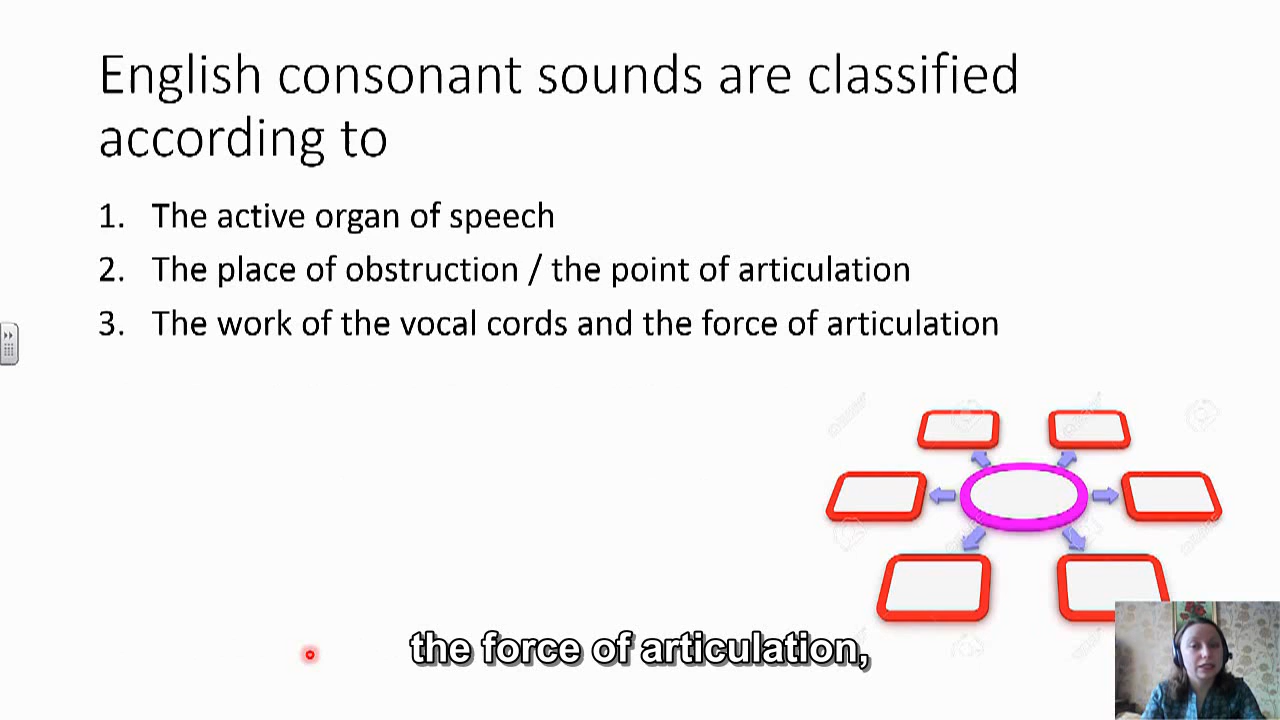 English consonant sounds are classified
according to
1. The active organ of speech
2. The place of obstruction / the point of articulation
3. The work of the vocal cords and the force of articulation
the force of articulation,